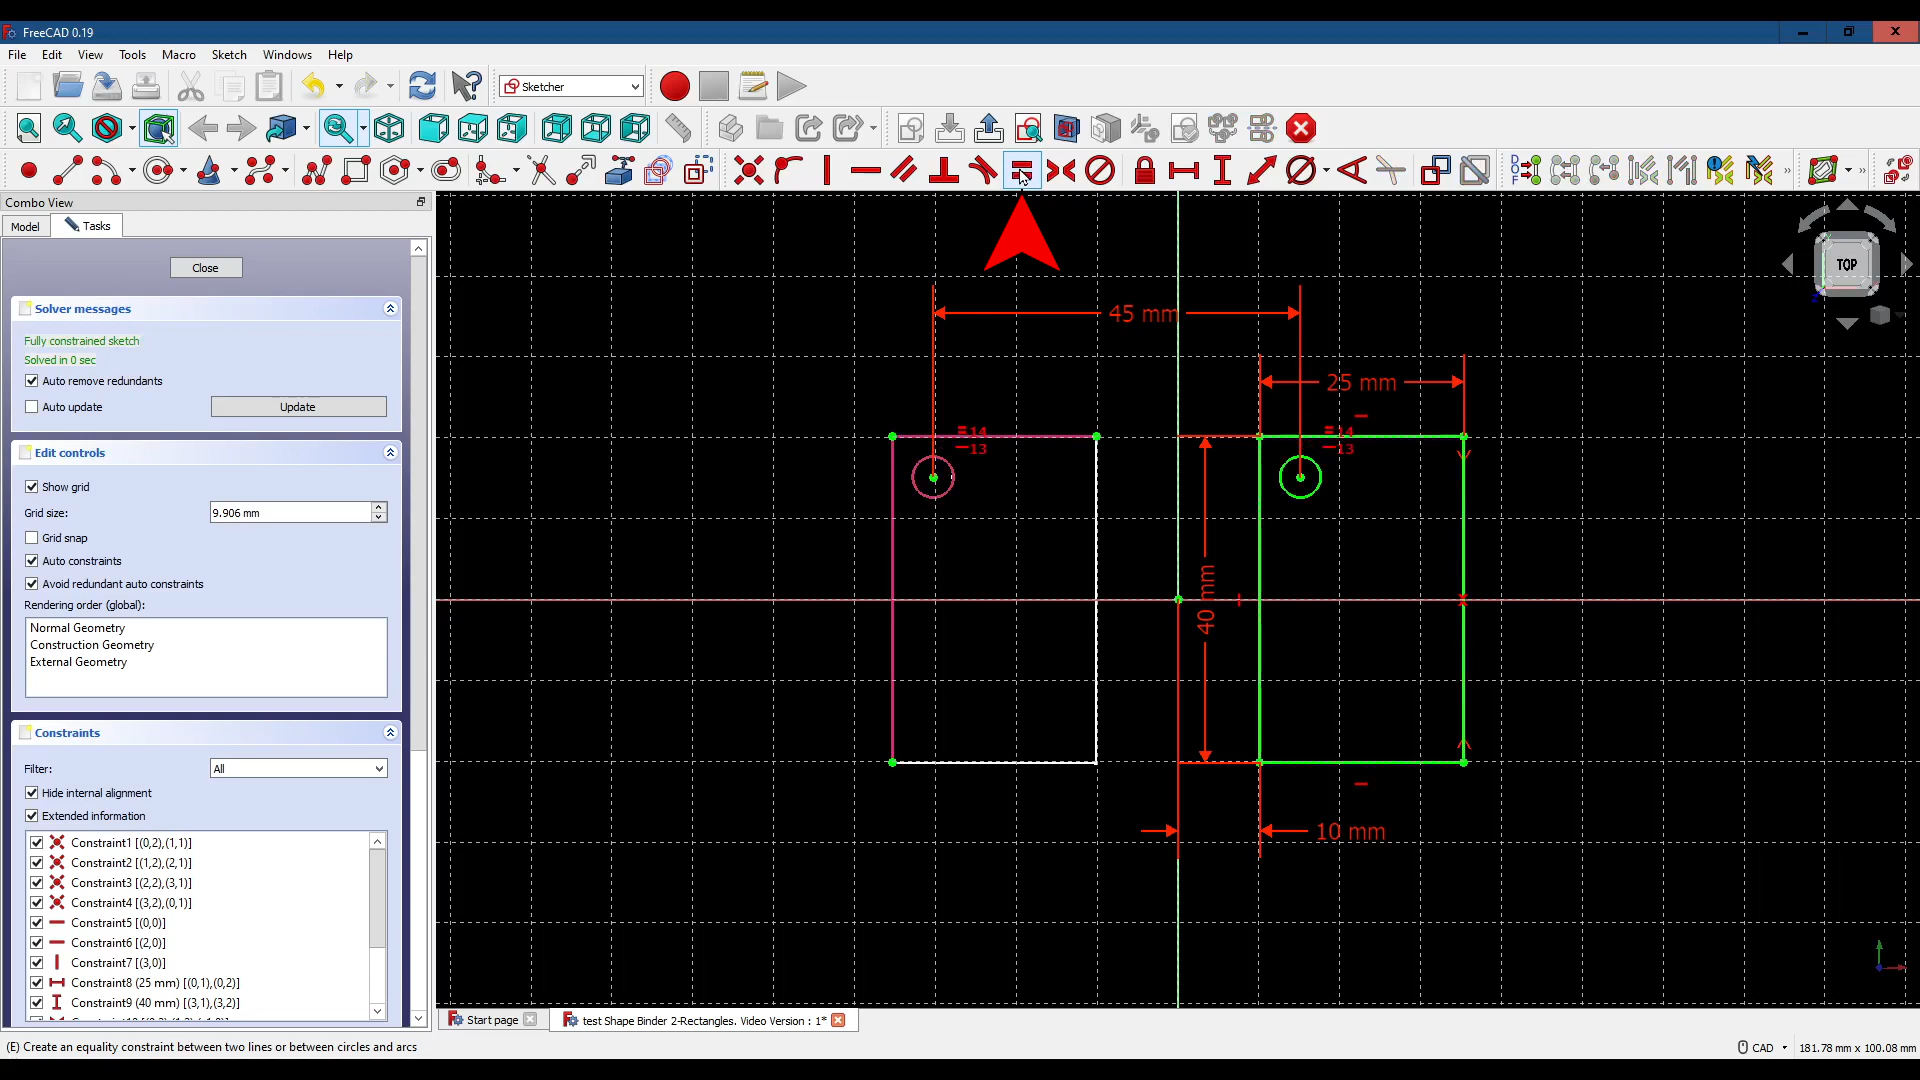 FreeCAD 0.19
File Edit View Tools Macro Sketch Windows Help
Sketcher
Combo View
Model Tasks
Close
Solver messages
Fully constrained sketch
Solved in 0 sec
Auto remove redundants
Auto update Update
Edit controls
Show grid
Grid size: 9.906 mm
Grid snap
Auto constraints
Avoid redundant auto constraints
Rendering order (global):
Normal Geometry
Construction Geometry
External Geometry
Constraints
Filter: All
Hide internal alignment
Extended information
Constraint1 [(0,2),(1,1)]
Constraint2 [(1,2),(2,1)]
Constraint3 [(2,2),(3,1)]
Constraint4 [(3,2),(0,1)]
Constraint5 [(0,0)]
Constraint6 [(2,0)]
Constraint7 [(3,0)]
Constraint8 (25 mm) [(0,1),(0,2)]
Constraint9 (40 mm) [(3,1),(3,2)]
TOP
45 mm
25 mm
14
13
14
13
40 mm
10 mm
Start page test Shape Binder 2-Rectangles. Video Version : 1*
(E) Create an equality constraint between two lines or between circles and arcs
CAD 181.78 mm x 100.08 mm